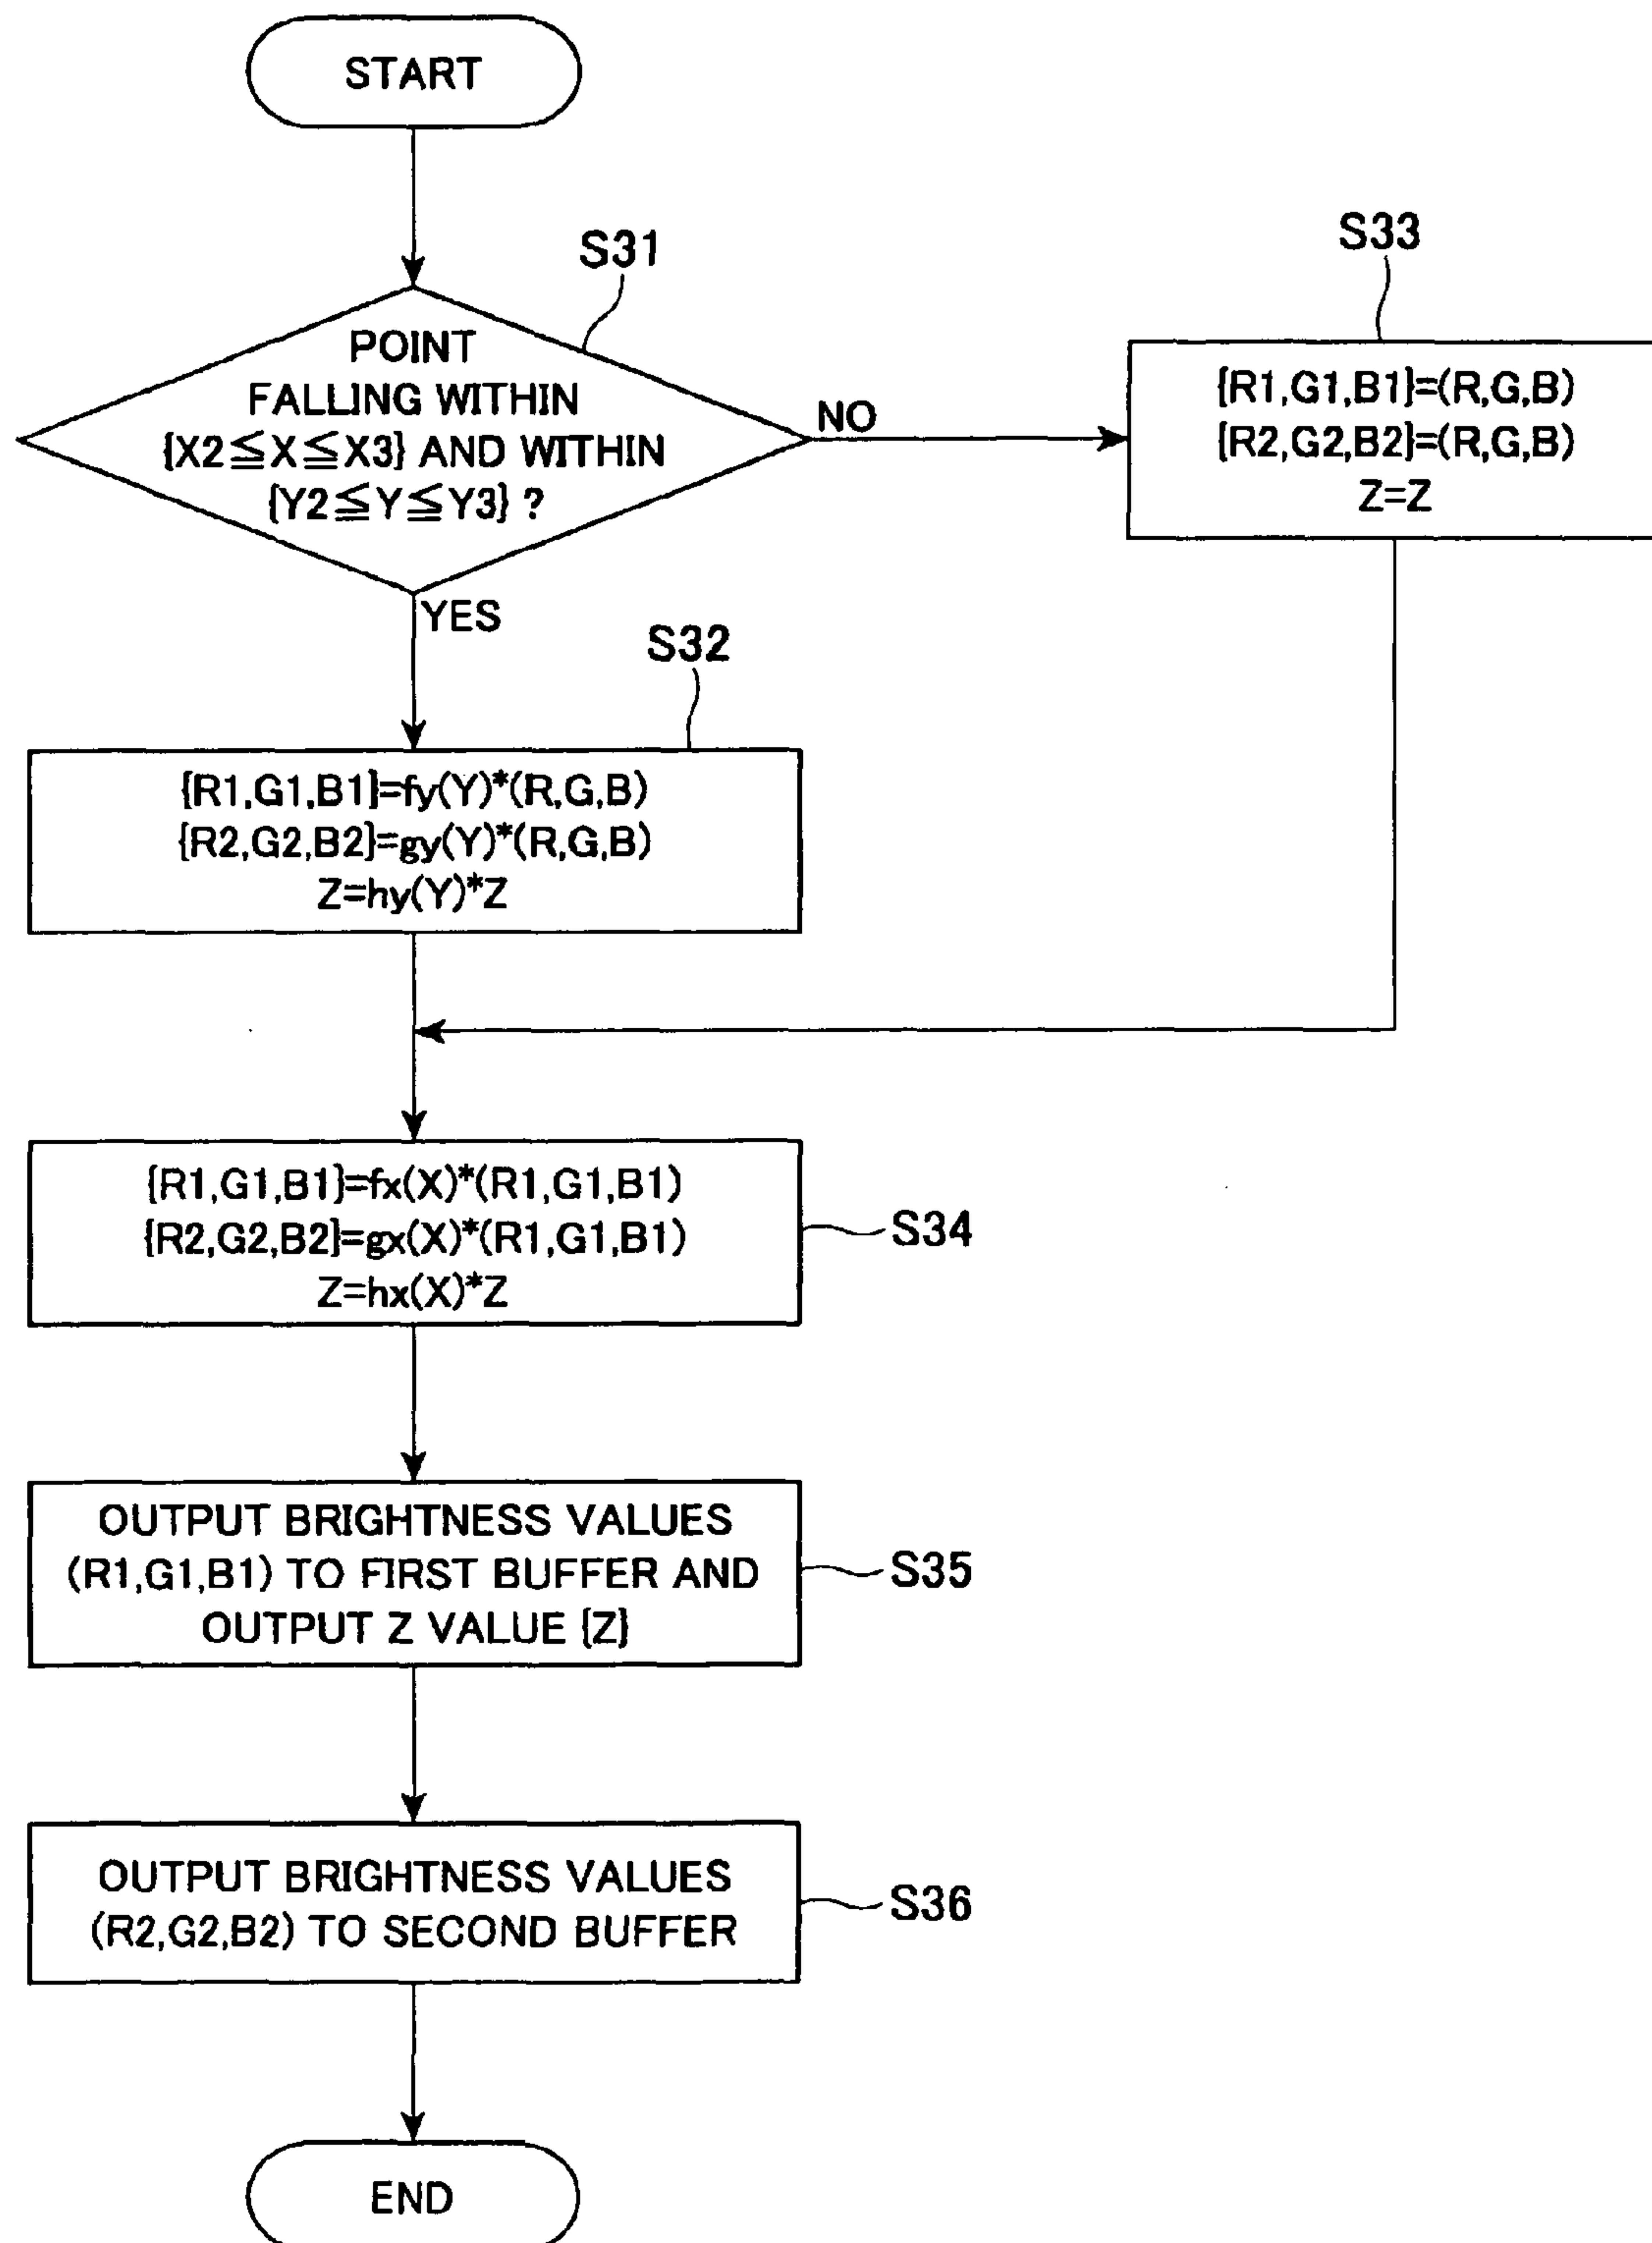 START
S31
POINT
FALLING WITHIN
{X2≦X≦X3} AND WITHIN
{Y2≦Y≦Y3} ?
NO
S33
{R1,G1,B1}=(R,G,B)
{R2,G2,B2}=(R,G,B)
Z=Z
YES
S32
{R1,G1,B1}=fy(Y)*(R,G,B)
{R2,G2,B2}=gy(Y)*(R,G,B)
Z=hy(Y)*Z
{R1,G1,B1}=fx(X)*(R1,G1,B1)
{R2,G2,B2}=gx(X)*(R1,G1,B1)
Z=hx(X)*Z
S34
OUTPUT BRIGHTNESS VALUES
(R1,G1,B1) TO FIRST BUFFER AND
OUTPUT Z VALUE {Z}
S35
OUTPUT BRIGHTNESS VALUES
(R2,G2,B2) TO SECOND BUFFER
S36
END